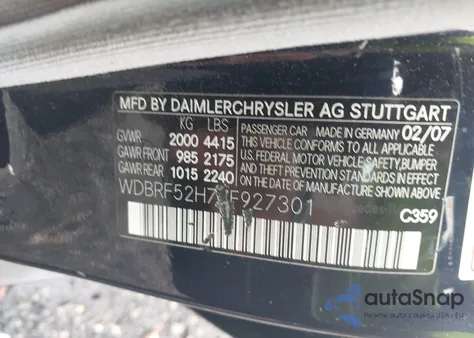 MFD BY DAIMLERCHRYSLER AG STUTTGART
KG LBS
GVWR 2000 4415
GAWR FRONT 985 2175
GAWR REAR 1015 2240
PASSENGER CAR MADE IN GERMANY 02/07
THIS VEHICLE CONFORMS TO ALL APPLICABLE
U.S. FEDERAL MOTOR VEHICLE SAFETY, BUMPER
AND THEFT PREVENTION STANDARDS IN EFFECT
ON THE DATE OF MANUFACTURE SHOWN ABOVE
C359
autoSnap